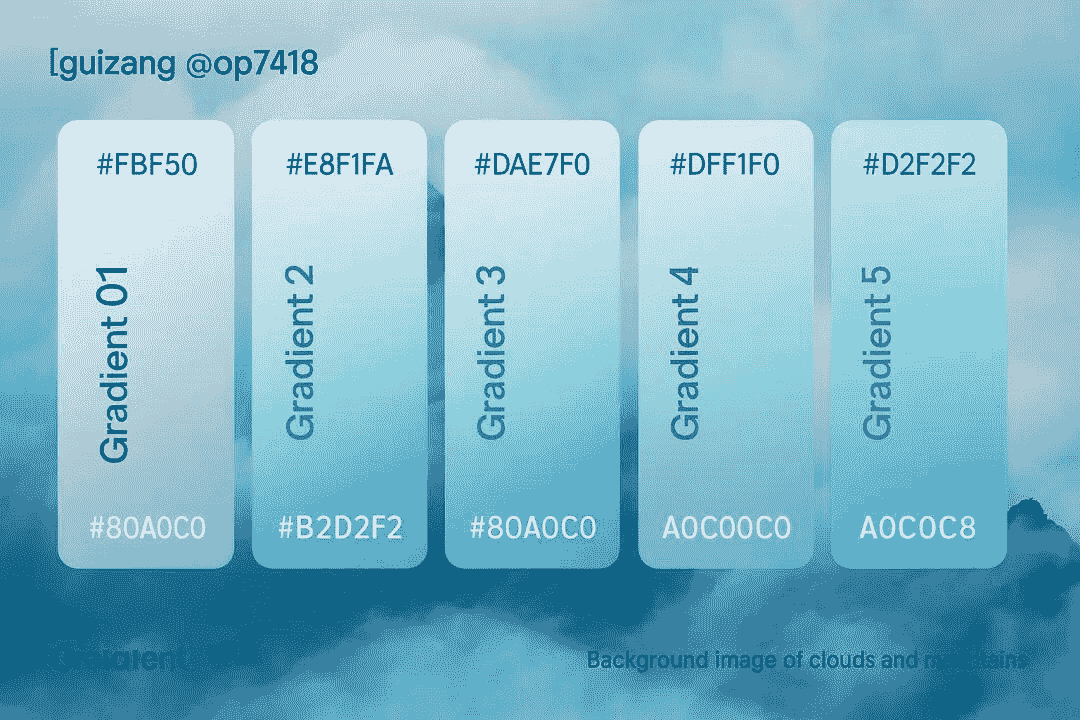 [guizang @op7418
#FBF50
#E8F1FA
#DAE7F0
#DFF1F0
#D2F2F2
Gradient 01
Gradient 2
Gradient 3
Gradient 4
Gradient 5
#80A0C0
#B2D2F2
#80A0C0
A0C00C0
A0C0C8
Background image of clouds and